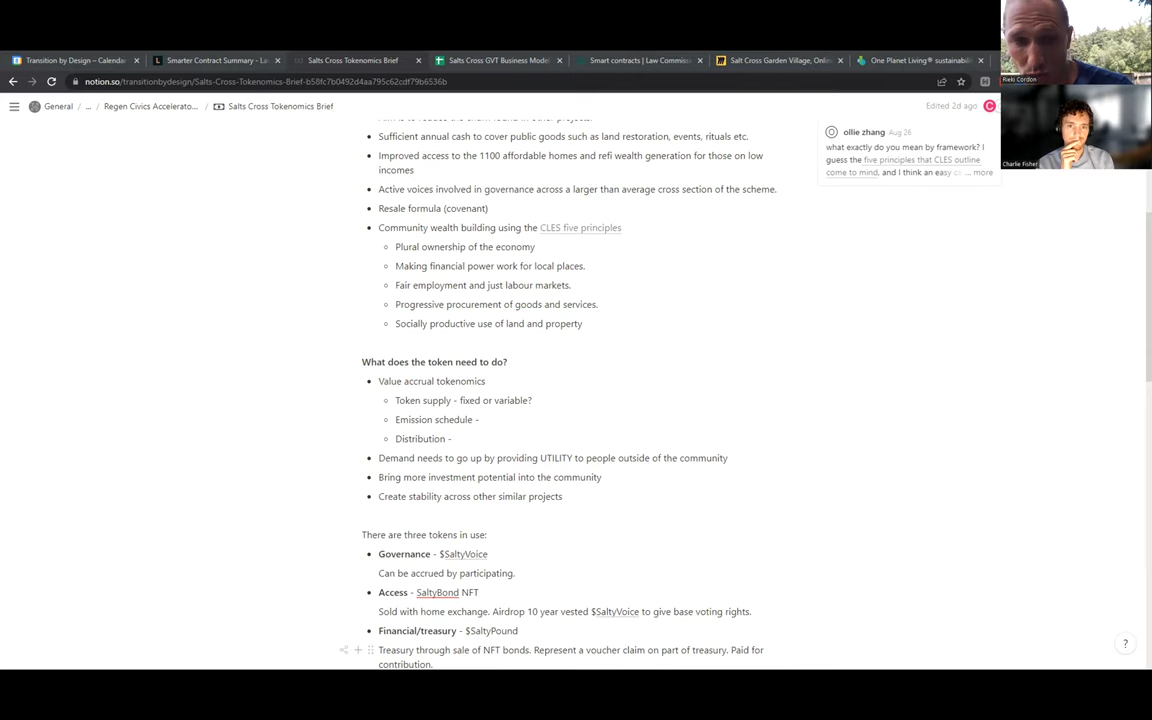 Transition by Design – Calendar
Smarter Contract Summary - La
Salts Cross Tokenomics Brief
Salts Cross GVT Business Model
Smart contracts | Law Commiss
Salt Cross Garden Village, Onlin
One Planet Living® sustainabili
notion.so/transitionbydesign/Salts-Cross-Tokenomics-Brief-b58fc7b0492d4aa795c62cdf79b6536b
General / ... / Regen Civics Accelerato... / Salts Cross Tokenomics Brief
Edited 2d ago
C
Rieki Cordon
Charlie Fisher
ollie zhang Aug 26
what exactly do you mean by framework? I
guess the five principles that CLES outline
come to mind, and I think an easy ... more
• Sufficient annual cash to cover public goods such as land restoration, events, rituals etc.
• Improved access to the 1100 affordable homes and refi wealth generation for those on low
incomes
• Active voices involved in governance across a larger than average cross section of the scheme.
• Resale formula (covenant)
• Community wealth building using the CLES five principles
◦ Plural ownership of the economy
◦ Making financial power work for local places.
◦ Fair employment and just labour markets.
◦ Progressive procurement of goods and services.
◦ Socially productive use of land and property
What does the token need to do?
• Value accrual tokenomics
◦ Token supply - fixed or variable?
◦ Emission schedule -
◦ Distribution -
• Demand needs to go up by providing UTILITY to people outside of the community
• Bring more investment potential into the community
• Create stability across other similar projects
There are three tokens in use:
• Governance - $SaltyVoice
Can be accrued by participating.
• Access - SaltyBond NFT
Sold with home exchange. Airdrop 10 year vested $SaltyVoice to give base voting rights.
• Financial/treasury - $SaltyPound
Treasury through sale of NFT bonds. Represent a voucher claim on part of treasury. Paid for
contribution.
?